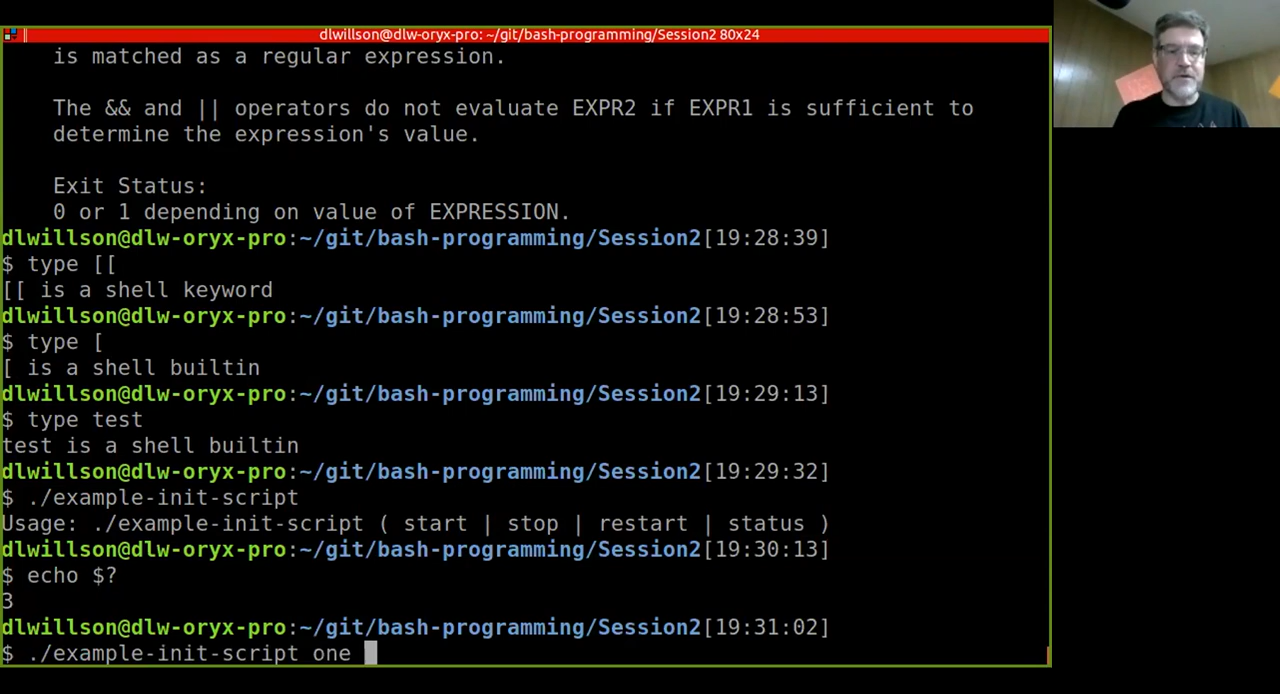 dlwillson@dlw-oryx-pro: ~/git/bash-programming/Session2 80x24
is matched as a regular expression.
The && and || operators do not evaluate EXPR2 if EXPR1 is sufficient to
determine the expression's value.
Exit Status:
0 or 1 depending on value of EXPRESSION.
dlwillson@dlw-oryx-pro:~/git/bash-programming/Session2[19:28:39]
$ type [[
[[ is a shell keyword
dlwillson@dlw-oryx-pro:~/git/bash-programming/Session2[19:28:53]
$ type [
[ is a shell builtin
dlwillson@dlw-oryx-pro:~/git/bash-programming/Session2[19:29:13]
$ type test
test is a shell builtin
dlwillson@dlw-oryx-pro:~/git/bash-programming/Session2[19:29:32]
$ ./example-init-script
Usage: ./example-init-script ( start | stop | restart | status )
dlwillson@dlw-oryx-pro:~/git/bash-programming/Session2[19:30:13]
$ echo $?
3
dlwillson@dlw-oryx-pro:~/git/bash-programming/Session2[19:31:02]
$ ./example-init-script one